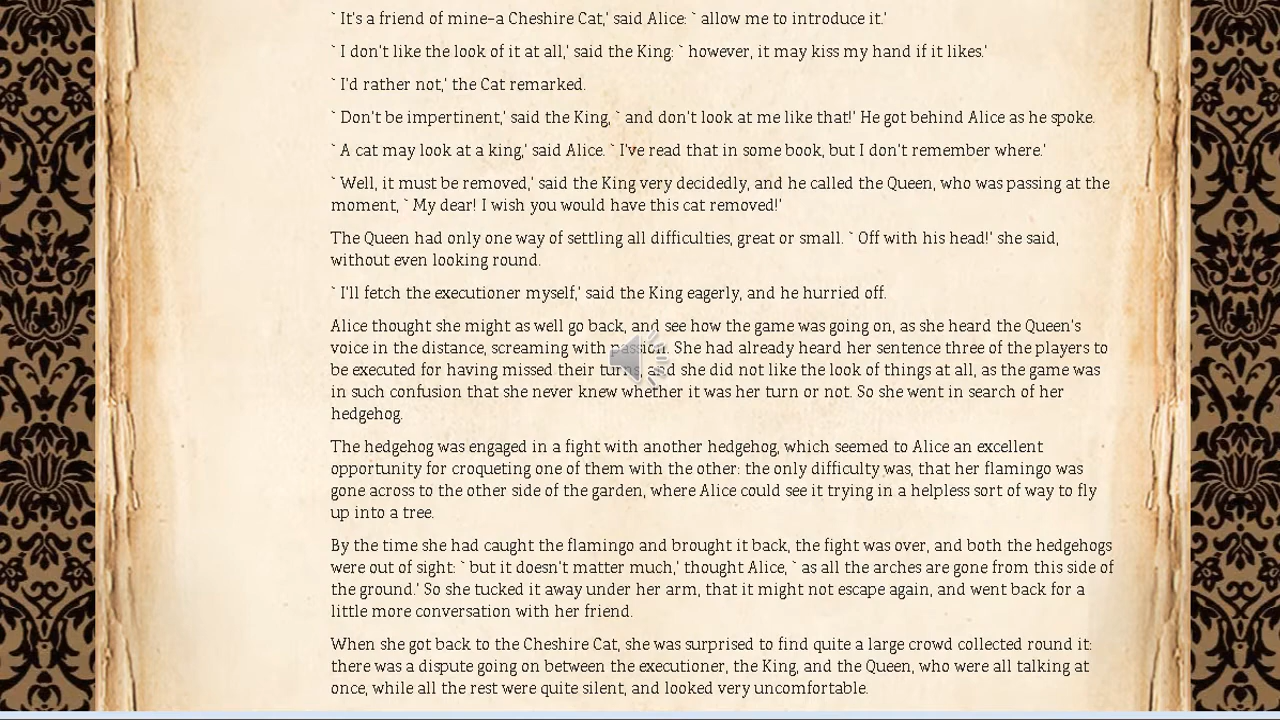 ` It's a friend of mine–a Cheshire Cat,' said Alice: ` allow me to introduce it.'
` I don't like the look of it at all,' said the King: ` however, it may kiss my hand if it likes.'
` I'd rather not,' the Cat remarked.
` Don't be impertinent,' said the King, ` and don't look at me like that!' He got behind Alice as he spoke.
` A cat may look at a king,' said Alice. ` I've read that in some book, but I don't remember where.'
` Well, it must be removed,' said the King very decidedly, and he called the Queen, who was passing at the
moment, ` My dear! I wish you would have this cat removed!'
The Queen had only one way of settling all difficulties, great or small. ` Off with his head!' she said,
without even looking round.
` I'll fetch the executioner myself,' said the King eagerly, and he hurried off.
Alice thought she might as well go back, and see how the game was going on, as she heard the Queen's
voice in the distance, screaming with passion. She had already heard her sentence three of the players to
be executed for having missed their turns, and she did not like the look of things at all, as the game was
in such confusion that she never knew whether it was her turn or not. So she went in search of her
hedgehog.
The hedgehog was engaged in a fight with another hedgehog, which seemed to Alice an excellent
opportunity for croqueting one of them with the other: the only difficulty was, that her flamingo was
gone across to the other side of the garden, where Alice could see it trying in a helpless sort of way to fly
up into a tree.
By the time she had caught the flamingo and brought it back, the fight was over, and both the hedgehogs
were out of sight: ` but it doesn't matter much,' thought Alice, ` as all the arches are gone from this side of
the ground.' So she tucked it away under her arm, that it might not escape again, and went back for a
little more conversation with her friend.
When she got back to the Cheshire Cat, she was surprised to find quite a large crowd collected round it:
there was a dispute going on between the executioner, the King, and the Queen, who were all talking at
once, while all the rest were quite silent, and looked very uncomfortable.